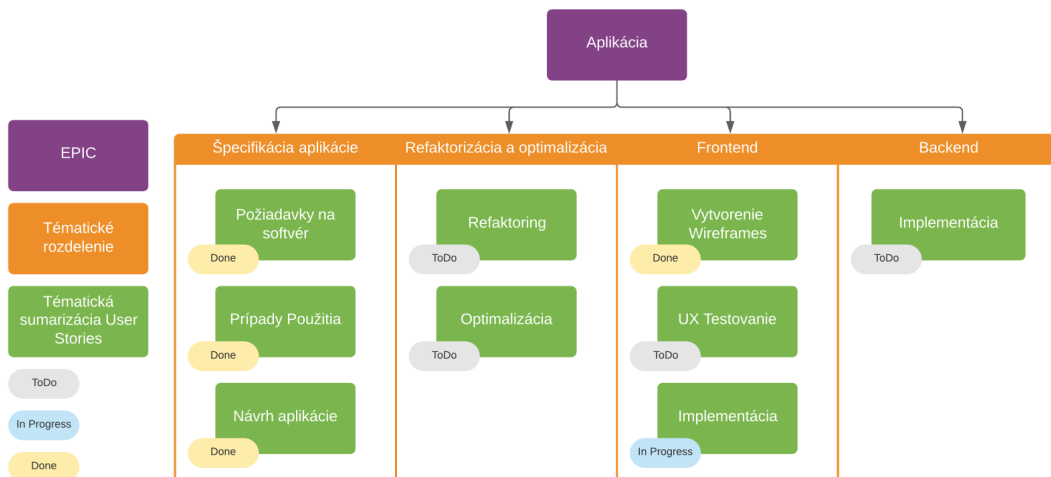 Aplikácia
EPIC
Tématické
rozdelenie
Tématická
sumarizácia User
Stories
ToDo
In Progress
Done
Špecifikácia aplikácie
Požiadavky na
softvér
Done
Prípady Použitia
Done
Návrh aplikácie
Done
Refaktorizácia a optimalizácia
Refaktoring
ToDo
Optimalizácia
ToDo
Frontend
Vytvorenie
Wireframes
Done
UX Testovanie
ToDo
Implementácia
In Progress
Backend
Implementácia
ToDo